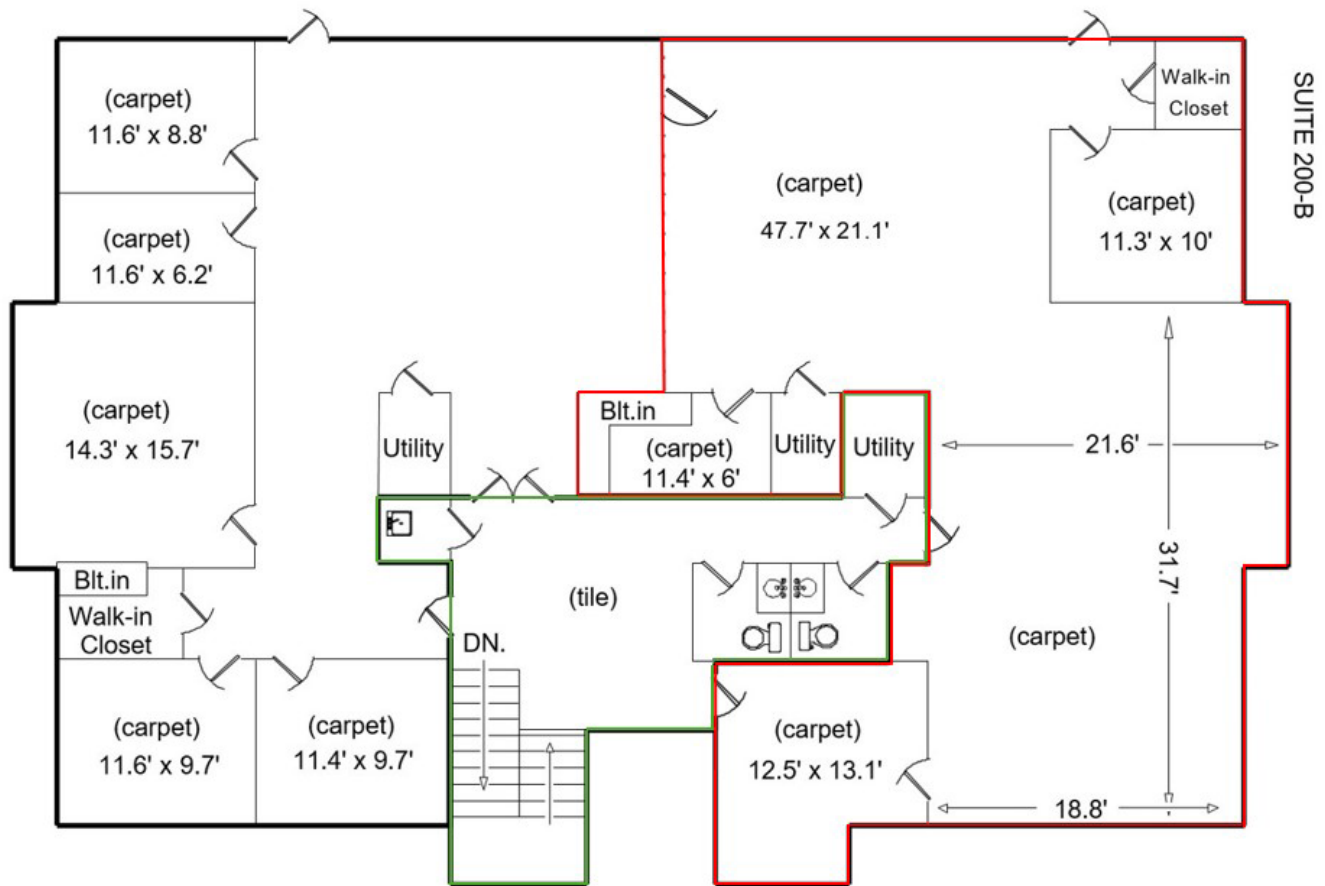 (carpet)
11.6' x 8.8'
(carpet)
11.6' x 6.2'
(carpet)
14.3' x 15.7'
Blt.in
Walk-in
Closet
(carpet)
11.6' x 9.7'
(carpet)
11.4' x 9.7'
Utility
DN.
(tile)
Blt.in
(carpet)
11.4' x 6'
Utility
Utility
(carpet)
47.7' x 21.1'
Walk-in
Closet
(carpet)
11.3' x 10'
SUITE 200-B
21.6'
31.7'
(carpet)
18.8'
(carpet)
12.5' x 13.1'